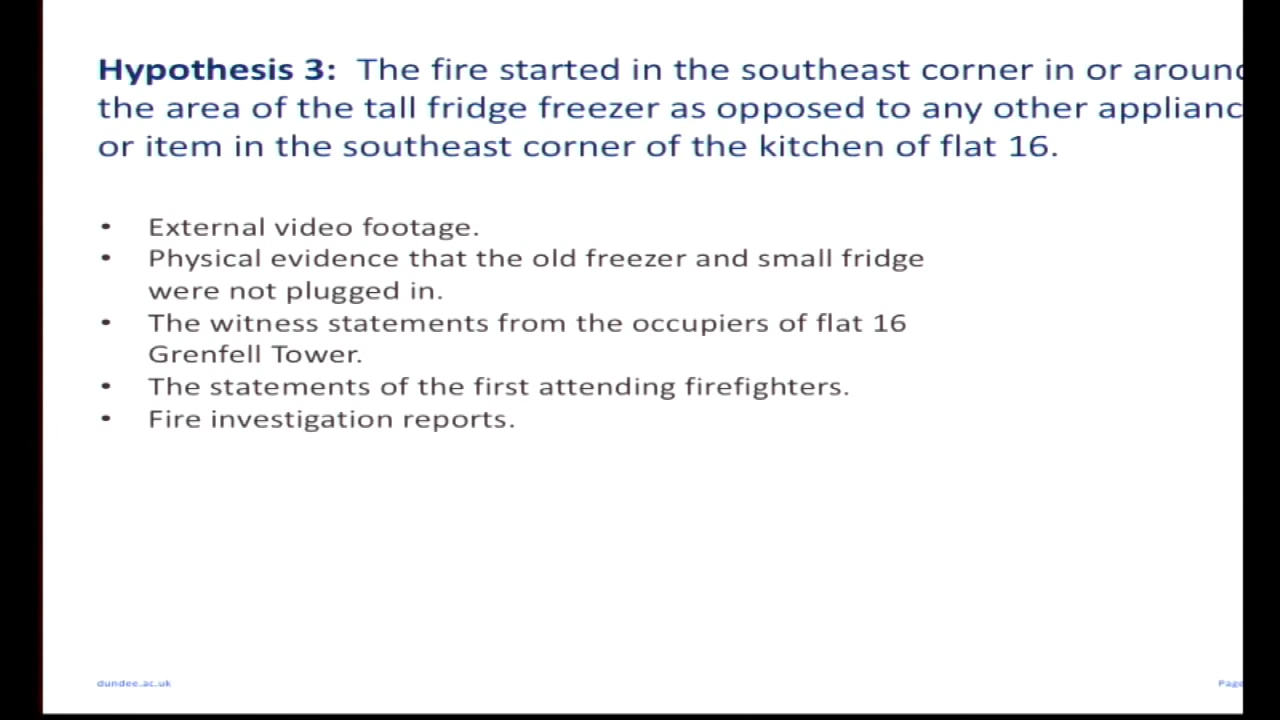 Hypothesis 3: The fire started in the southeast corner in or around
the area of the tall fridge freezer as opposed to any other applianc
or item in the southeast corner of the kitchen of flat 16.
• External video footage.
• Physical evidence that the old freezer and small fridge
were not plugged in.
• The witness statements from the occupiers of flat 16
Grenfell Tower.
• The statements of the first attending firefighters.
• Fire investigation reports.
dundee.ac.uk
Page